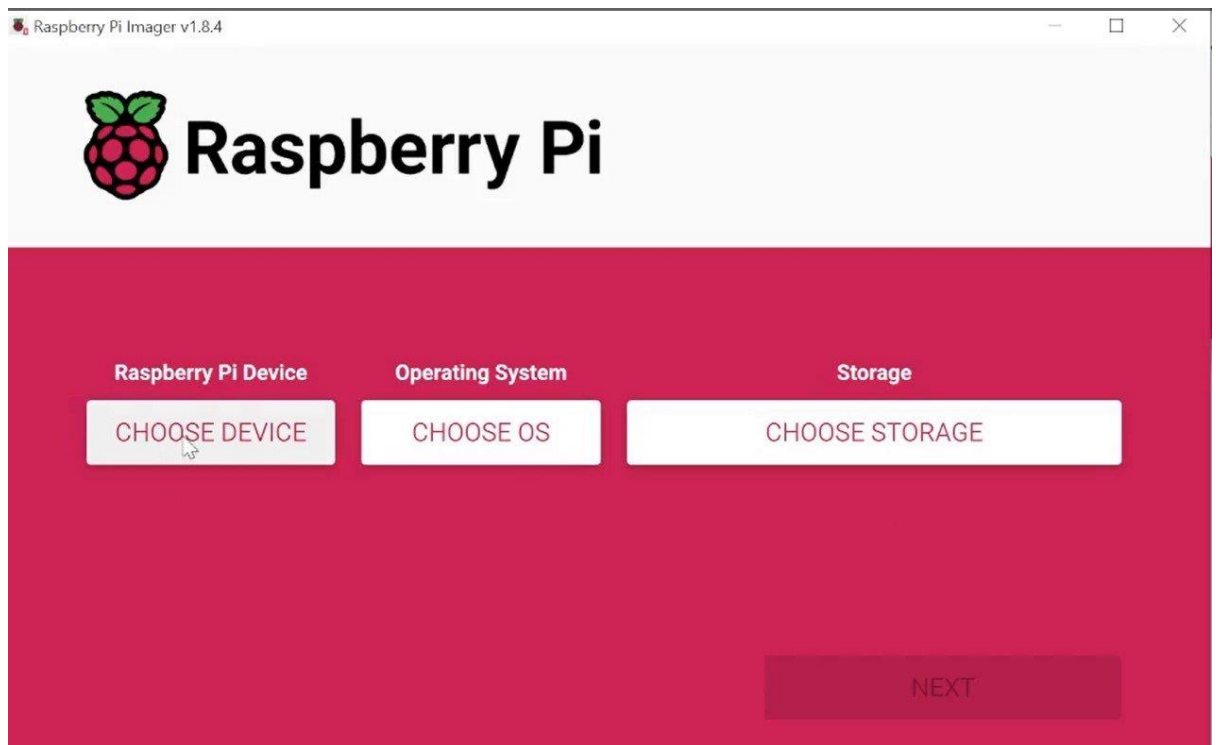 Raspberry Pi Imager v1.8.4
Raspberry Pi
Raspberry Pi Device
Operating System
Storage
CHOOSE DEVICE
CHOOSE OS
CHOOSE STORAGE
NEXT